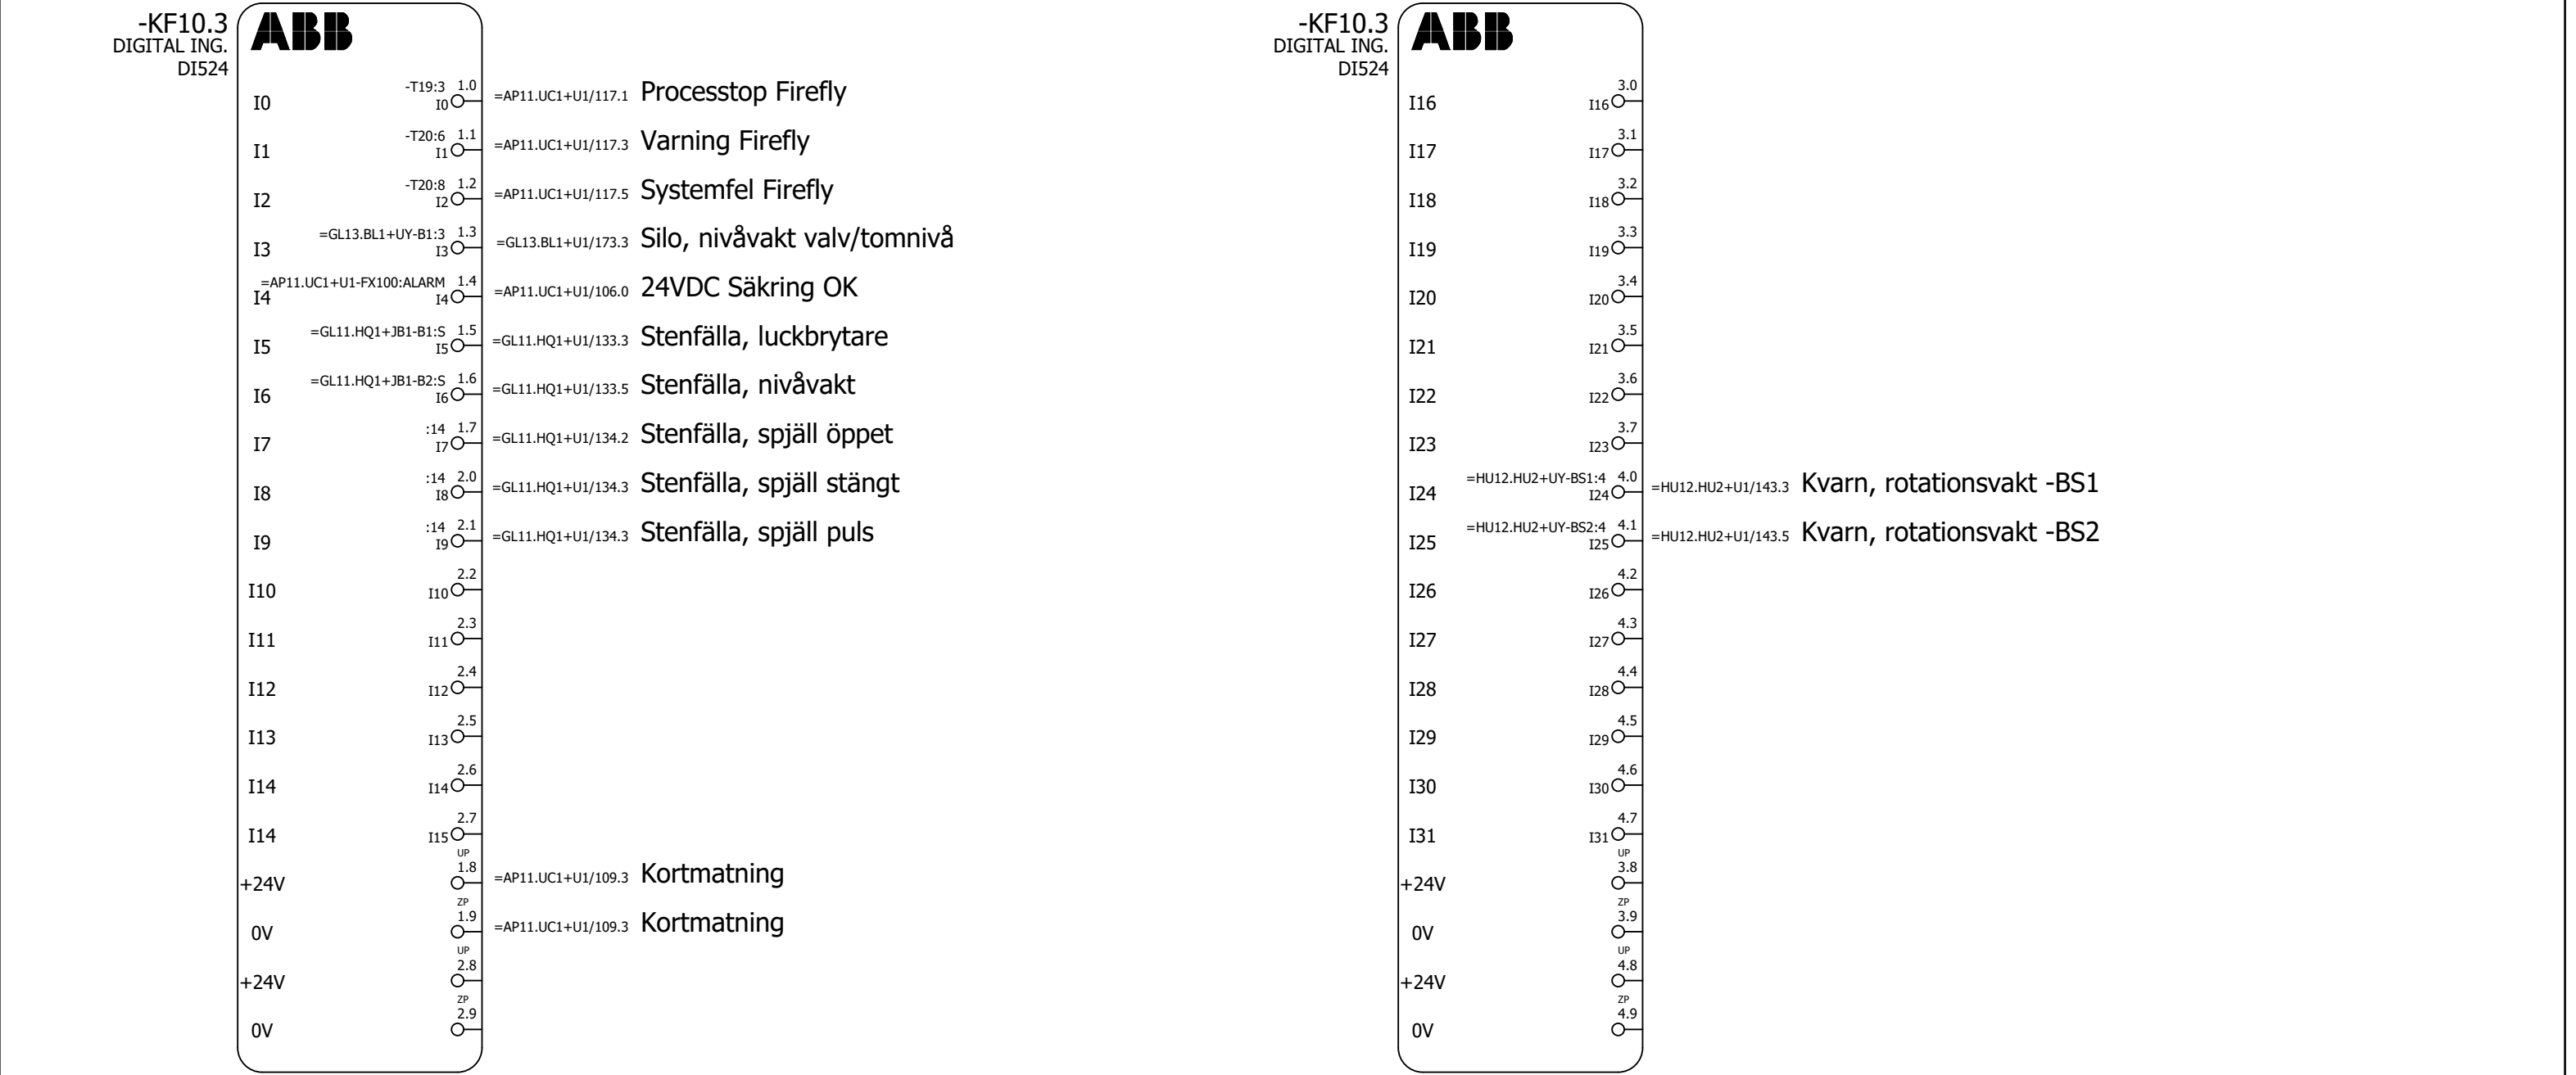 -KF10.3
DIGITAL ING.
DI524
ABB
I0 -T19:3 1.0 I0 =AP11.UC1+U1/117.1 Processtop Firefly
I1 -T20:6 1.1 I1 =AP11.UC1+U1/117.3 Varning Firefly
I2 -T20:8 1.2 I2 =AP11.UC1+U1/117.5 Systemfel Firefly
I3 =GL13.BL1+UY-B1:3 1.3 I3 =GL13.BL1+U1/173.3 Silo, nivåvakt valv/tomnivå
I4 =AP11.UC1+U1-FX100:ALARM 1.4 I4 =AP11.UC1+U1/106.0 24VDC Säkring OK
I5 =GL11.HQ1+JB1-B1:S 1.5 I5 =GL11.HQ1+U1/133.3 Stenfälla, luckbrytare
I6 =GL11.HQ1+JB1-B2:S 1.6 I6 =GL11.HQ1+U1/133.5 Stenfälla, nivåvakt
I7 :14 1.7 I7 =GL11.HQ1+U1/134.2 Stenfälla, spjäll öppet
I8 :14 2.0 I8 =GL11.HQ1+U1/134.3 Stenfälla, spjäll stängt
I9 :14 2.1 I9 =GL11.HQ1+U1/134.3 Stenfälla, spjäll puls
I10 2.2 I10
I11 2.3 I11
I12 2.4 I12
I13 2.5 I13
I14 2.6 I14
I14 2.7 I15
+24V UP 1.8 =AP11.UC1+U1/109.3 Kortmatning
0V ZP 1.9 =AP11.UC1+U1/109.3 Kortmatning
+24V UP 2.8
0V ZP 2.9
-KF10.3
DIGITAL ING.
DI524
ABB
I16 3.0 I16
I17 3.1 I17
I18 3.2 I18
I19 3.3 I19
I20 3.4 I20
I21 3.5 I21
I22 3.6 I22
I23 3.7 I23
I24 =HU12.HU2+UY-BS1:4 4.0 I24 =HU12.HU2+U1/143.3 Kvarn, rotationsvakt -BS1
I25 =HU12.HU2+UY-BS2:4 4.1 I25 =HU12.HU2+U1/143.5 Kvarn, rotationsvakt -BS2
I26 4.2 I26
I27 4.3 I27
I28 4.4 I28
I29 4.5 I29
I30 4.6 I30
I31 4.7 I31
+24V UP 3.8
0V ZP 3.9
+24V UP 4.8
0V ZP 4.9